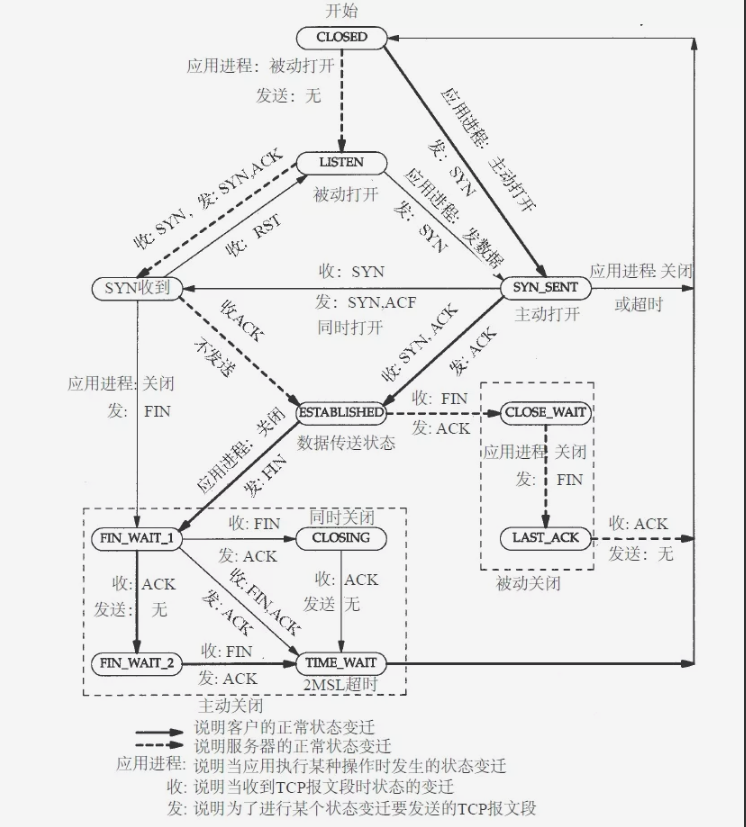 开始
CLOSED
应用进程：被动打开
发送：无
应用进程：主动打开
发：SYN
LISTEN
被动打开
收: SYN，发: SYN,ACK
收：RST
应用进程：发数据
发：SYN
SYN收到
收：SYN
发：SYN,ACF
同时打开
SYN_SENT
主动打开
应用进程 关闭
或超时
收ACK
不发送
收: SYN, ACK
发: ACK
应用进程：关闭
发：FIN
ESTABLISHED
数据传送状态
收：FIN
发: ACK
CLOSE_WAIT
应用进程 关闭
发： FIN
LAST_ACK
被动关闭
收: ACK
发送：无
应用进程：关闭
发: FIN
FIN_WAIT_1
收: FIN
发: ACK
同时关闭
CLOSING
收: ACK
发送: 无
收: FIN,ACK
发: ACK
收: ACK
发送 无
FIN_WAIT_2
收: FIN
发: ACK
TIME_WAIT
2MSL超时
主动关闭
说明客户的正常状态变迁
说明服务器的正常状态变迁
应用进程: 说明当应用执行某种操作时发生的状态变迁
收: 说明当收到TCP报文段时状态的变迁
发: 说明为了进行某个状态变迁要发送的TCP报文段